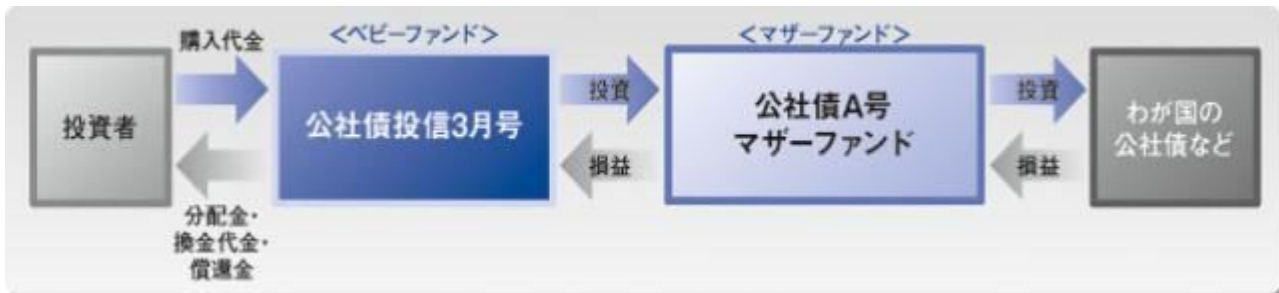 購入代金
<ベビーファンド>
<マザーファンド>
投資者
公社債投信3月号
投資
公社債A号
マザーファンド
投資
わが国の
公社債など
損益
損益
分配金・
換金代金・
償還金